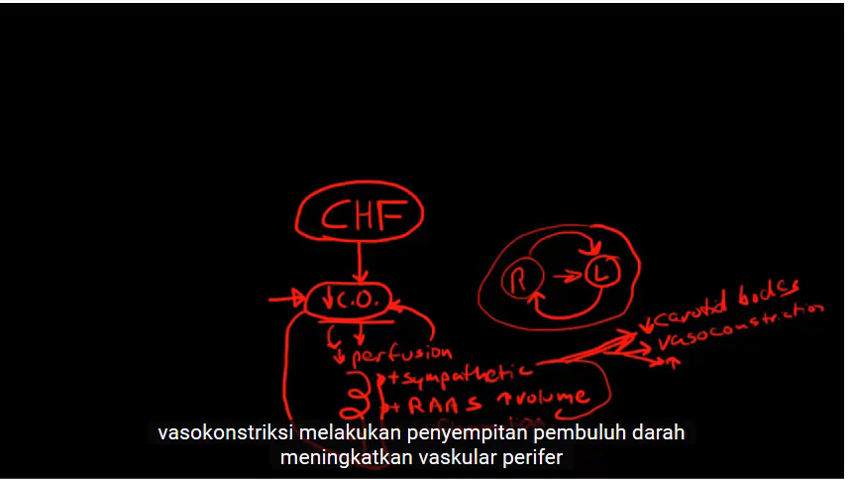 CHF
↓C.O.
R → L
↓ perfusion
+ sympathetic
+ RAAS ↑volume
↓ carotid bodies
vasoconstriction
↑
vasokonstriksi melakukan penyempitan pembuluh darah
meningkatkan vaskular perifer